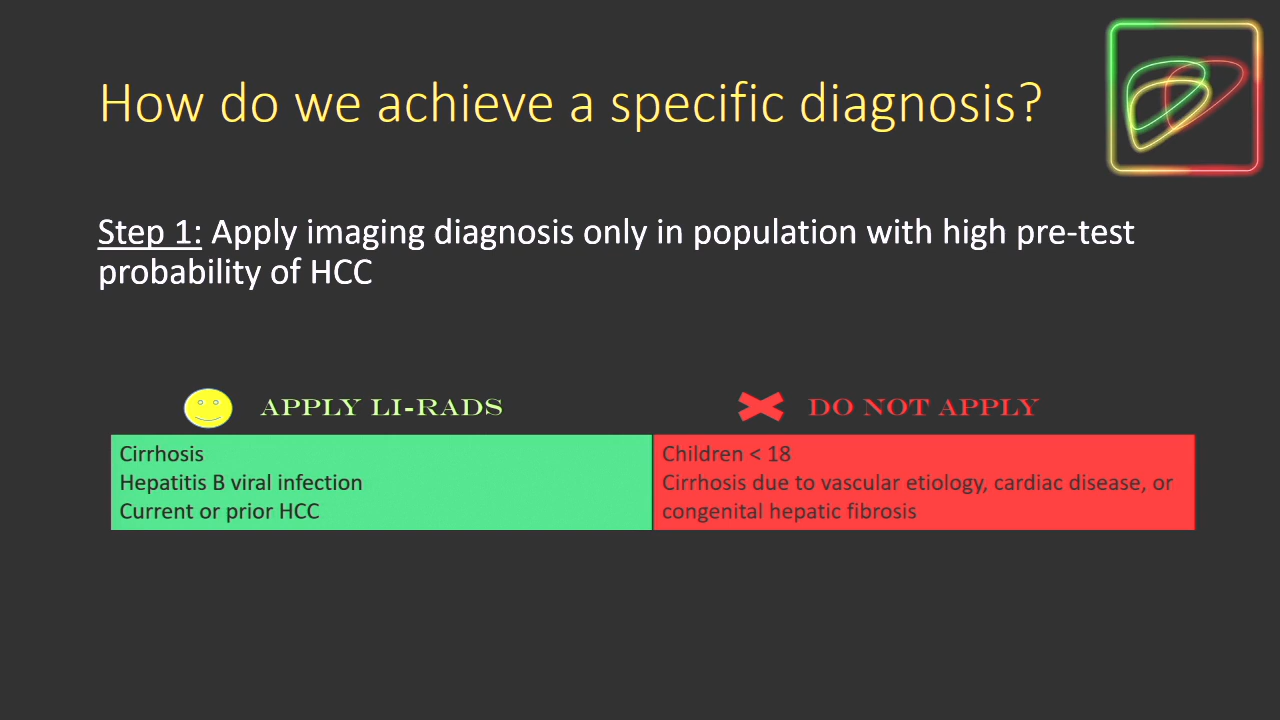 How do we achieve a specific diagnosis?
Step 1: Apply imaging diagnosis only in population with high pre-test
probability of HCC
APPLY LI-RADS
DO NOT APPLY
Cirrhosis
Hepatitis B viral infection
Current or prior HCC
Children < 18
Cirrhosis due to vascular etiology, cardiac disease, or
congenital hepatic fibrosis